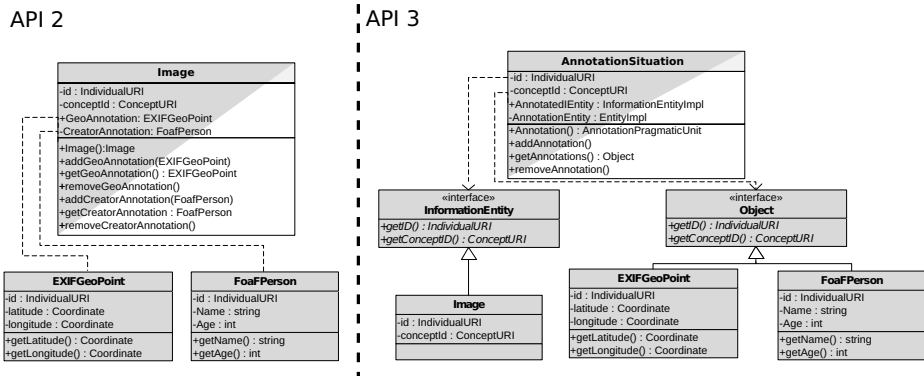 API 2
Image
-id : IndividualURI
-conceptId : ConceptURI
+GeoAnnotation: EXIFGeoPoint
-CreatorAnnotation: FoafPerson
+Image():Image
+addGeoAnnotation(EXIFGeoPoint)
+getGeoAnnotation() : EXIFGeoPoint
+removeGeoAnnotation()
+addCreatorAnnotation(FoafPerson)
+getCreatorAnnotation : FoafPerson
+removeCreatorAnnotation()
EXIFGeoPoint
-id : IndividualURI
-latitude : Coordinate
-longitude : Coordinate
+getLatitude() : Coordinate
+getLongitude() : Coordinate
FoaFPerson
-id : IndividualURI
-Name : string
-Age : int
+getName() : string
+getAge() : int
API 3
AnnotationSituation
-id : IndividualURI
-conceptId : ConceptURI
+AnnotatedIEntity : InformationEntityImpl
-AnnotationEntity : EntityImpl
+Annotation() : AnnotationPragmaticUnit
+addAnnotation()
+getAnnotations() : Object
+removeAnnotation()
«interface»
InformationEntity
+getID() : IndividualURI
+getConceptID() : ConceptURI
«interface»
Object
+getID() : IndividualURI
+getConceptID() : ConceptURI
Image
-id : IndividualURI
-conceptId : ConceptURI
EXIFGeoPoint
-id : IndividualURI
-latitude : Coordinate
-longitude : Coordinate
+getLatitude() : Coordinate
+getLongitude() : Coordinate
FoaFPerson
-id : IndividualURI
-Name : string
-Age : int
+getName() : string
+getAge() : int